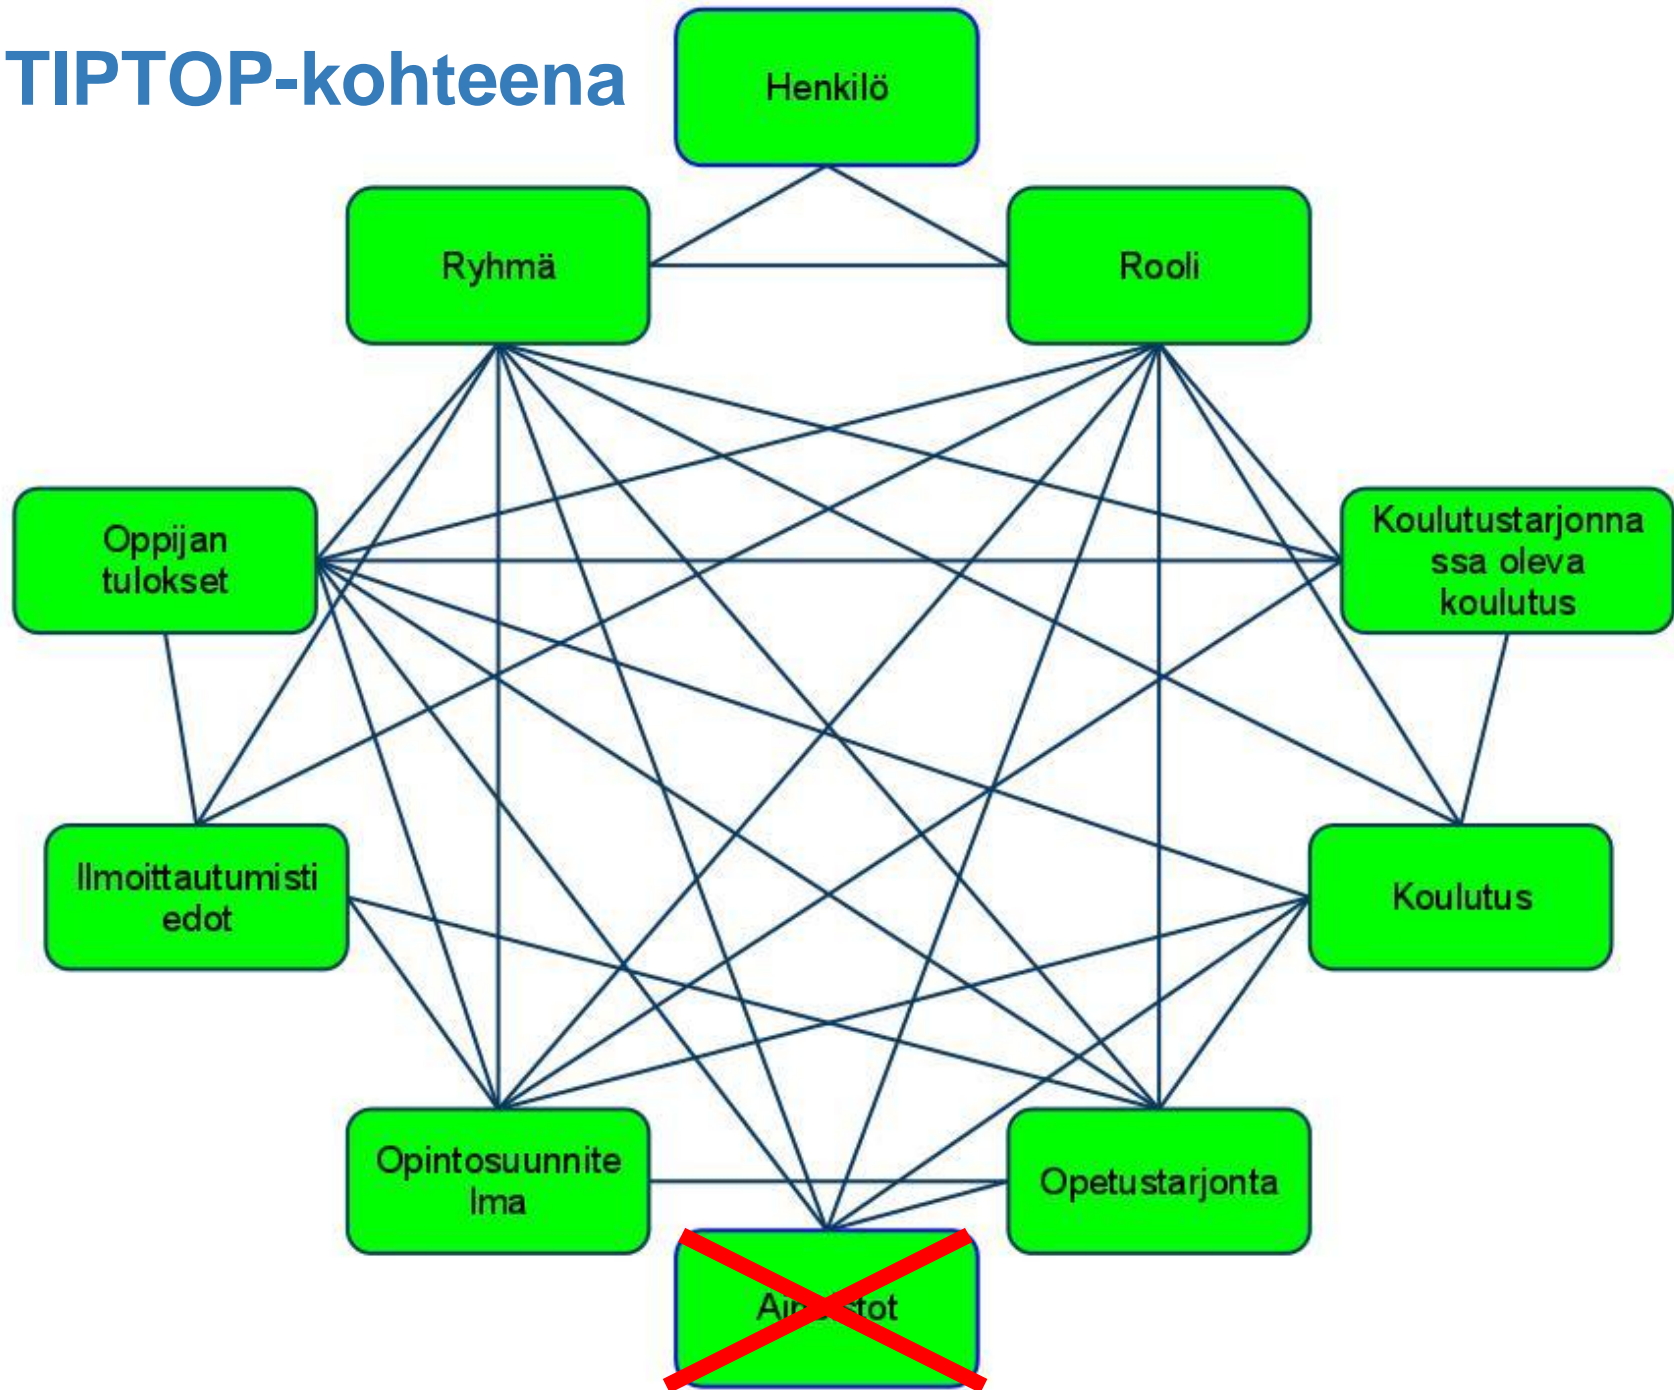 TIPTOP-kohteena
Henkilö
Ryhmä
Rooli
Oppijan
tulokset
Koulutustarjonna
ssa oleva
koulutus
Ilmoittautumisti
edot
Koulutus
Opintosuunnite
lma
Opetustarjonta